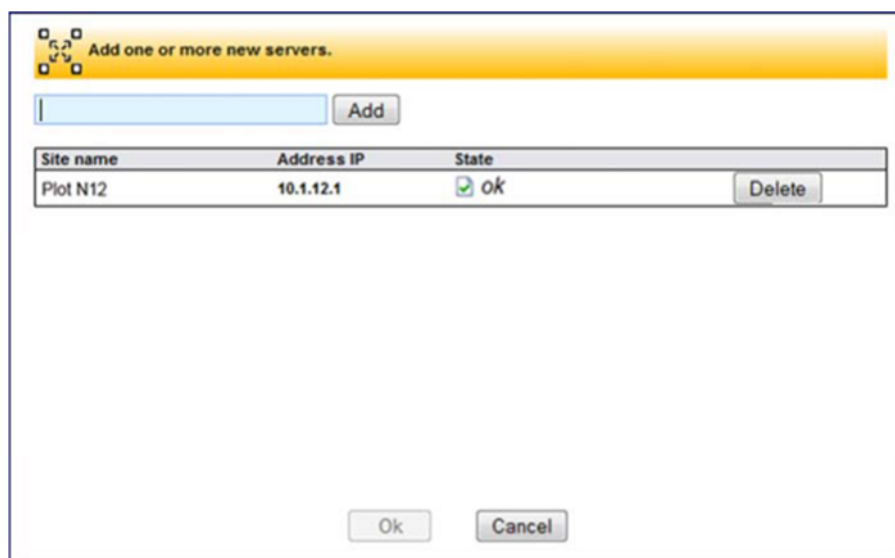 Add one or more new servers.
Add
Site name Address IP State
Plot N12 10.1.12.1 ok Delete
Ok Cancel